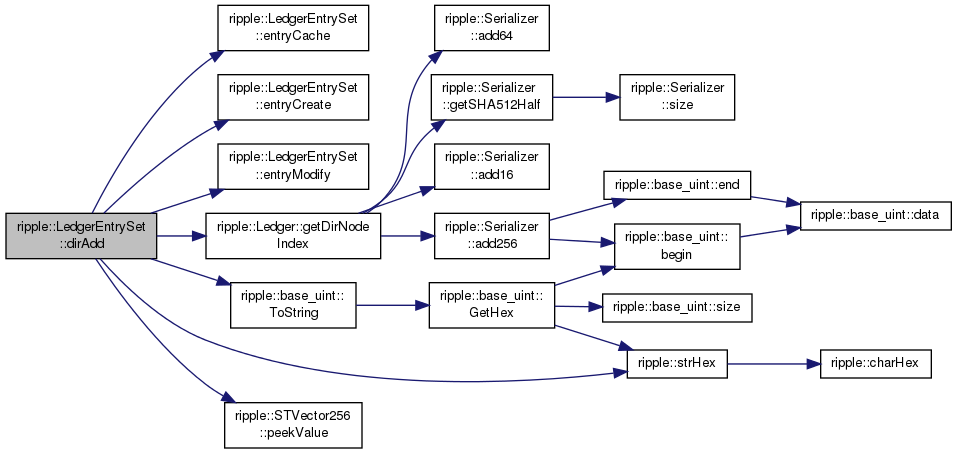 ripple::LedgerEntrySet
::dirAdd
ripple::LedgerEntrySet
::entryCache
ripple::LedgerEntrySet
::entryCreate
ripple::LedgerEntrySet
::entryModify
ripple::Ledger::getDirNode
Index
ripple::base_uint::
ToString
ripple::STVector256
::peekValue
ripple::Serializer
::add64
ripple::Serializer
::getSHA512Half
ripple::Serializer
::add16
ripple::Serializer
::add256
ripple::base_uint::
GetHex
ripple::Serializer
::size
ripple::base_uint::end
ripple::base_uint::
begin
ripple::base_uint::size
ripple::strHex
ripple::base_uint::data
ripple::charHex